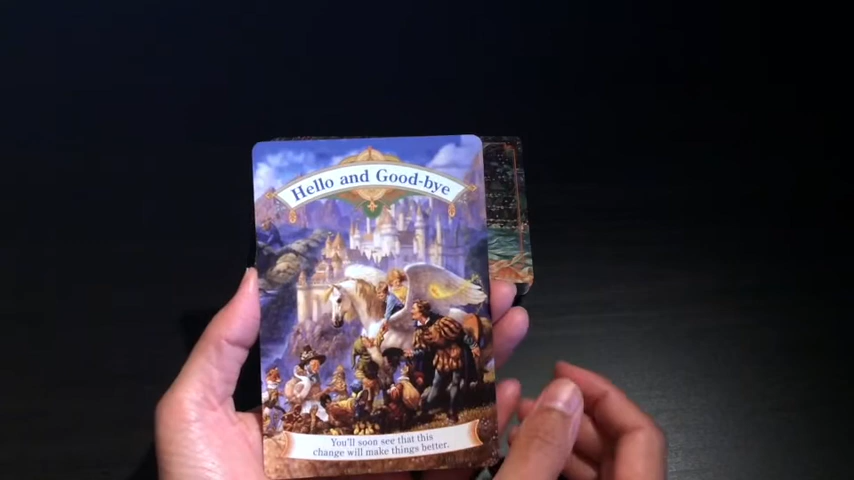 Hello and Good-bye
You'll soon see that this
change will make things better.